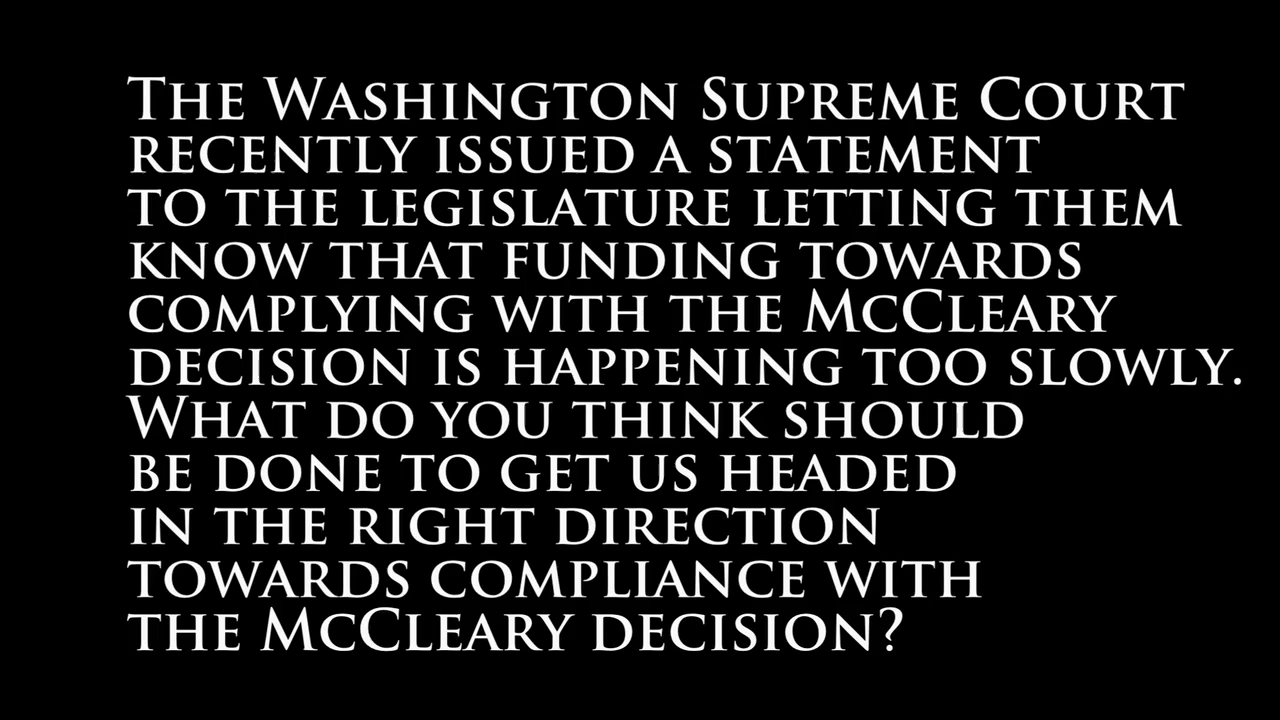 The Washington Supreme Court
recently issued a statement
to the legislature letting them
know that funding towards
complying with the McCleary
decision is happening too slowly.
What do you think should
be done to get us headed
in the right direction
towards compliance with
the McCleary decision?